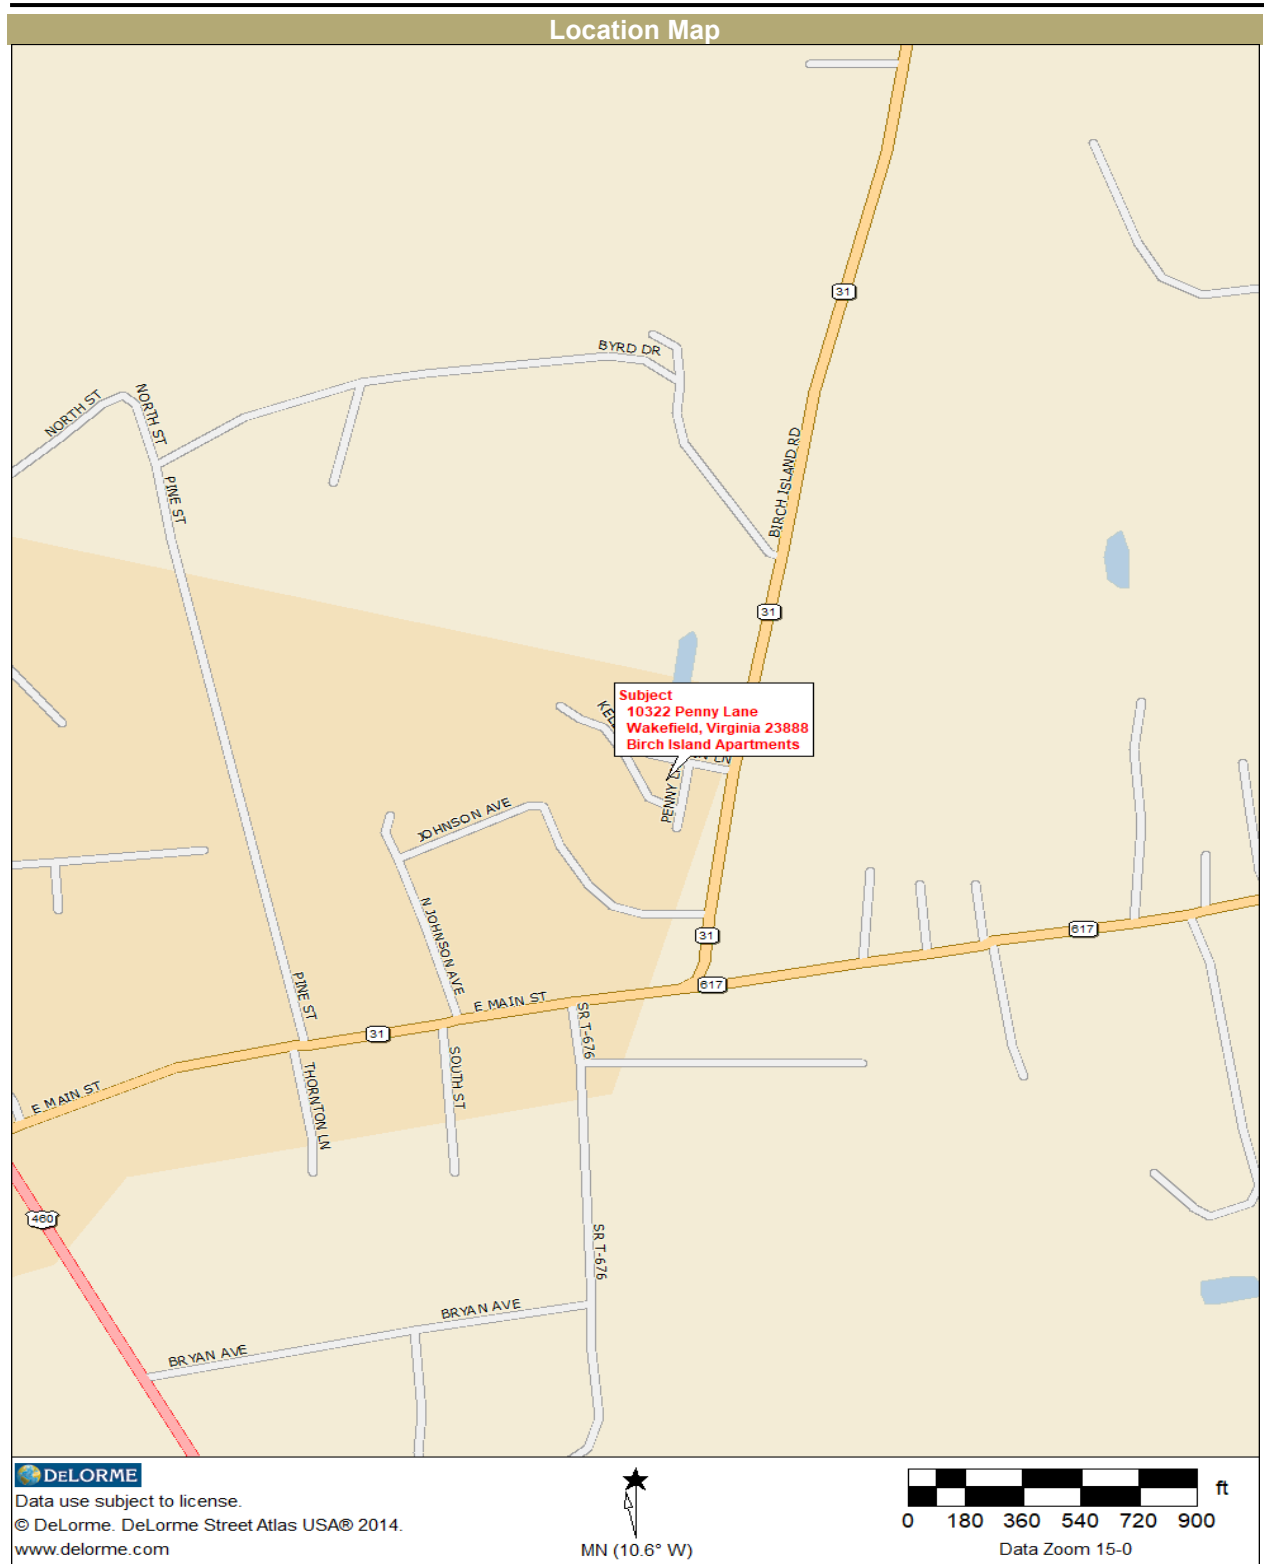 Location Map
31
BYRD DR
NORTH ST
NORTH ST
BIRCH ISLAND RD
PINE ST
31
Subject
10322 Penny Lane
Wakefield, Virginia 23888
Birch Island Apartments
LN
PENNY
JOHNSON AVE
N JOHNSON AVE
31
617
617
PINE ST
E MAIN ST
SR T-676
31
SOUTH ST
THORNTON LN
E MAIN ST
460
SR T-676
BRYAN AVE
BRYAN AVE
DELORME
Data use subject to license.
© DeLorme. DeLorme Street Atlas USA® 2014.
www.delorme.com
MN (10.6° W)
ft
0 180 360 540 720 900
Data Zoom 15-0